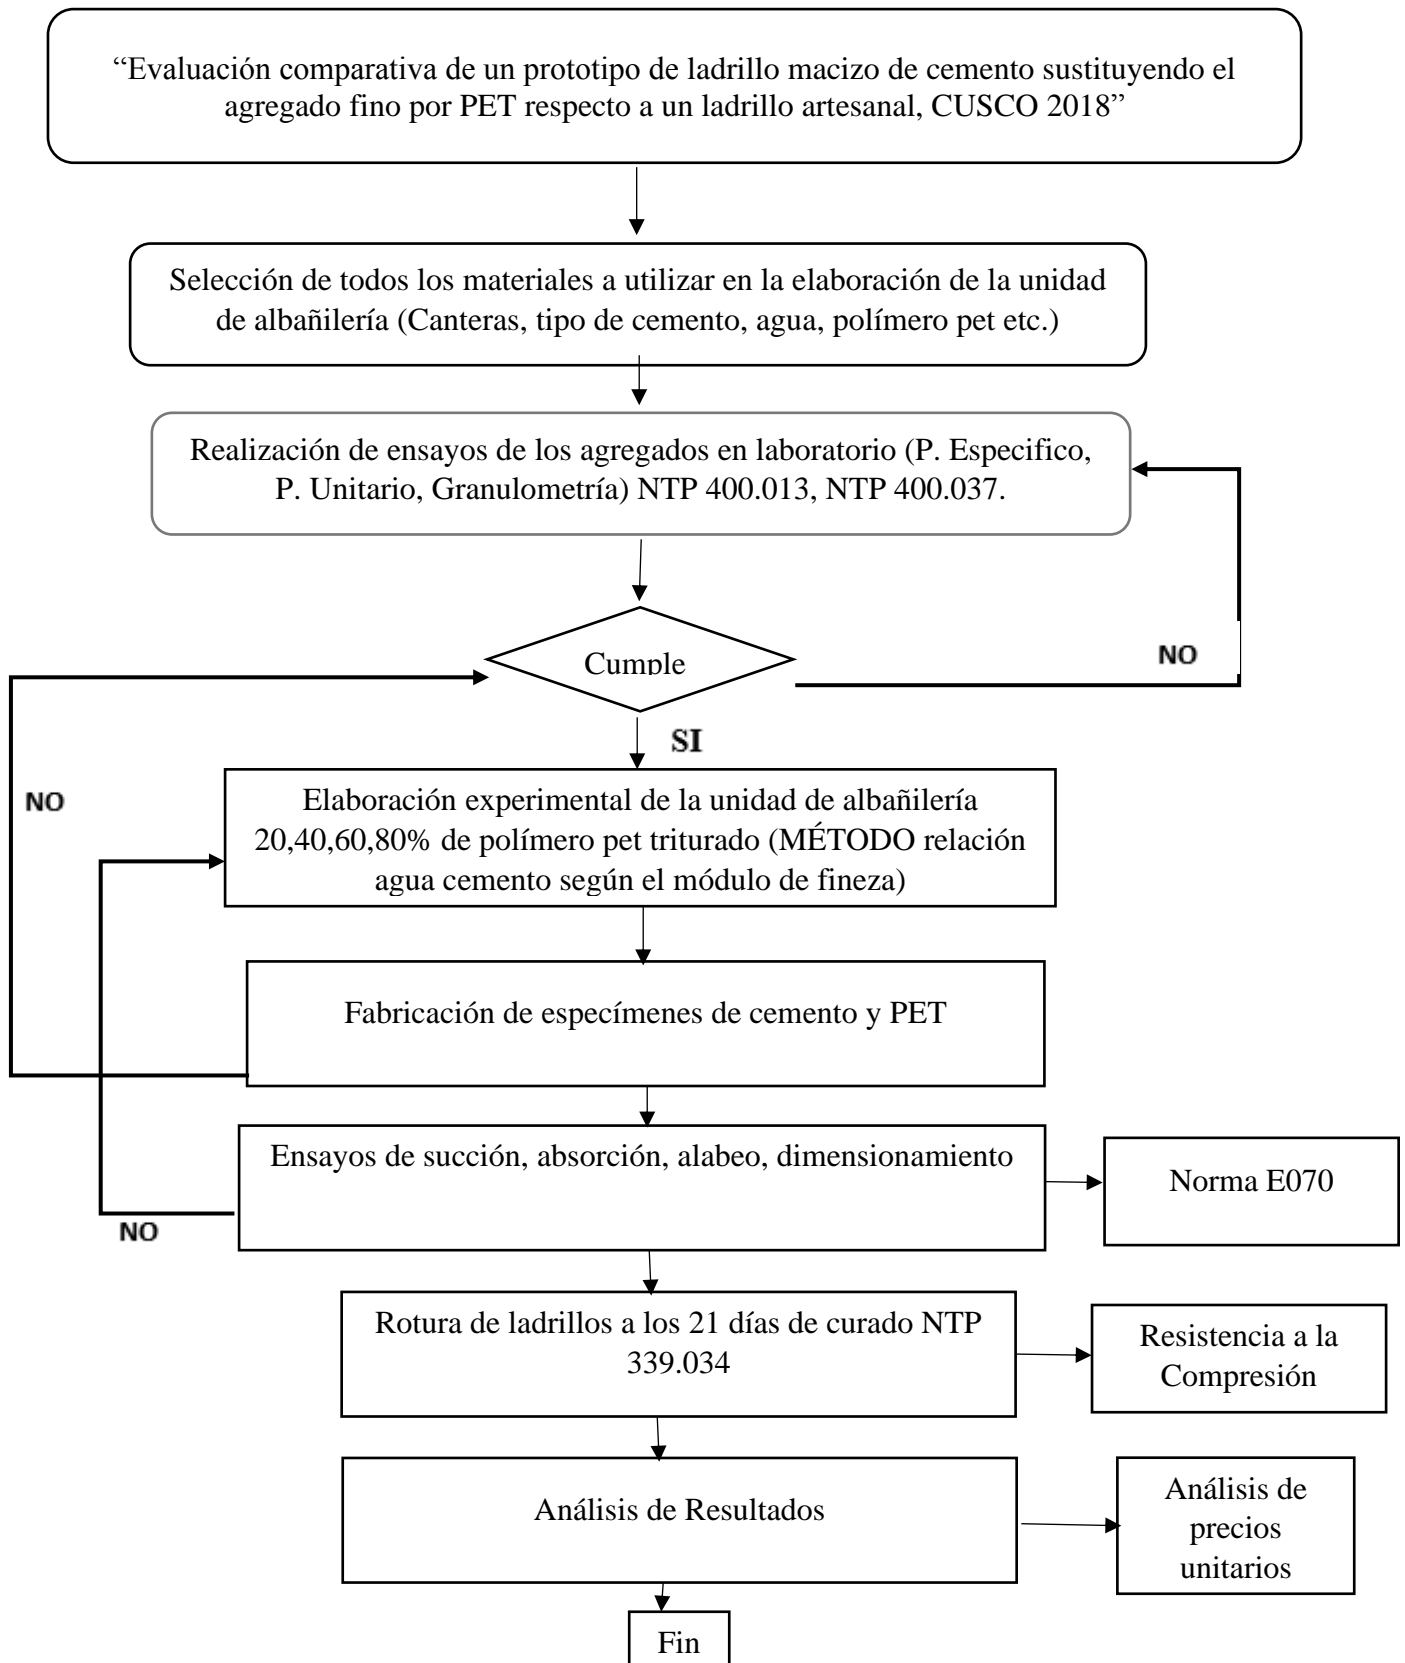 “Evaluación comparativa de un prototipo de ladrillo macizo de cemento sustituyendo el
agregado fino por PET respecto a un ladrillo artesanal, CUSCO 2018”
Selección de todos los materiales a utilizar en la elaboración de la unidad
de albañilería (Canteras, tipo de cemento, agua, polímero pet etc.)
Realización de ensayos de los agregados en laboratorio (P. Especifico,
P. Unitario, Granulometría) NTP 400.013, NTP 400.037.
Cumple
NO
SI
NO
Elaboración experimental de la unidad de albañilería
20,40,60,80% de polímero pet triturado (MÉTODO relación
agua cemento según el módulo de fineza)
Fabricación de especímenes de cemento y PET
Ensayos de succión, absorción, alabeo, dimensionamiento
Norma E070
NO
Rotura de ladrillos a los 21 días de curado NTP
339.034
Resistencia a la
Compresión
Análisis de Resultados
Análisis de
precios
unitarios
Fin